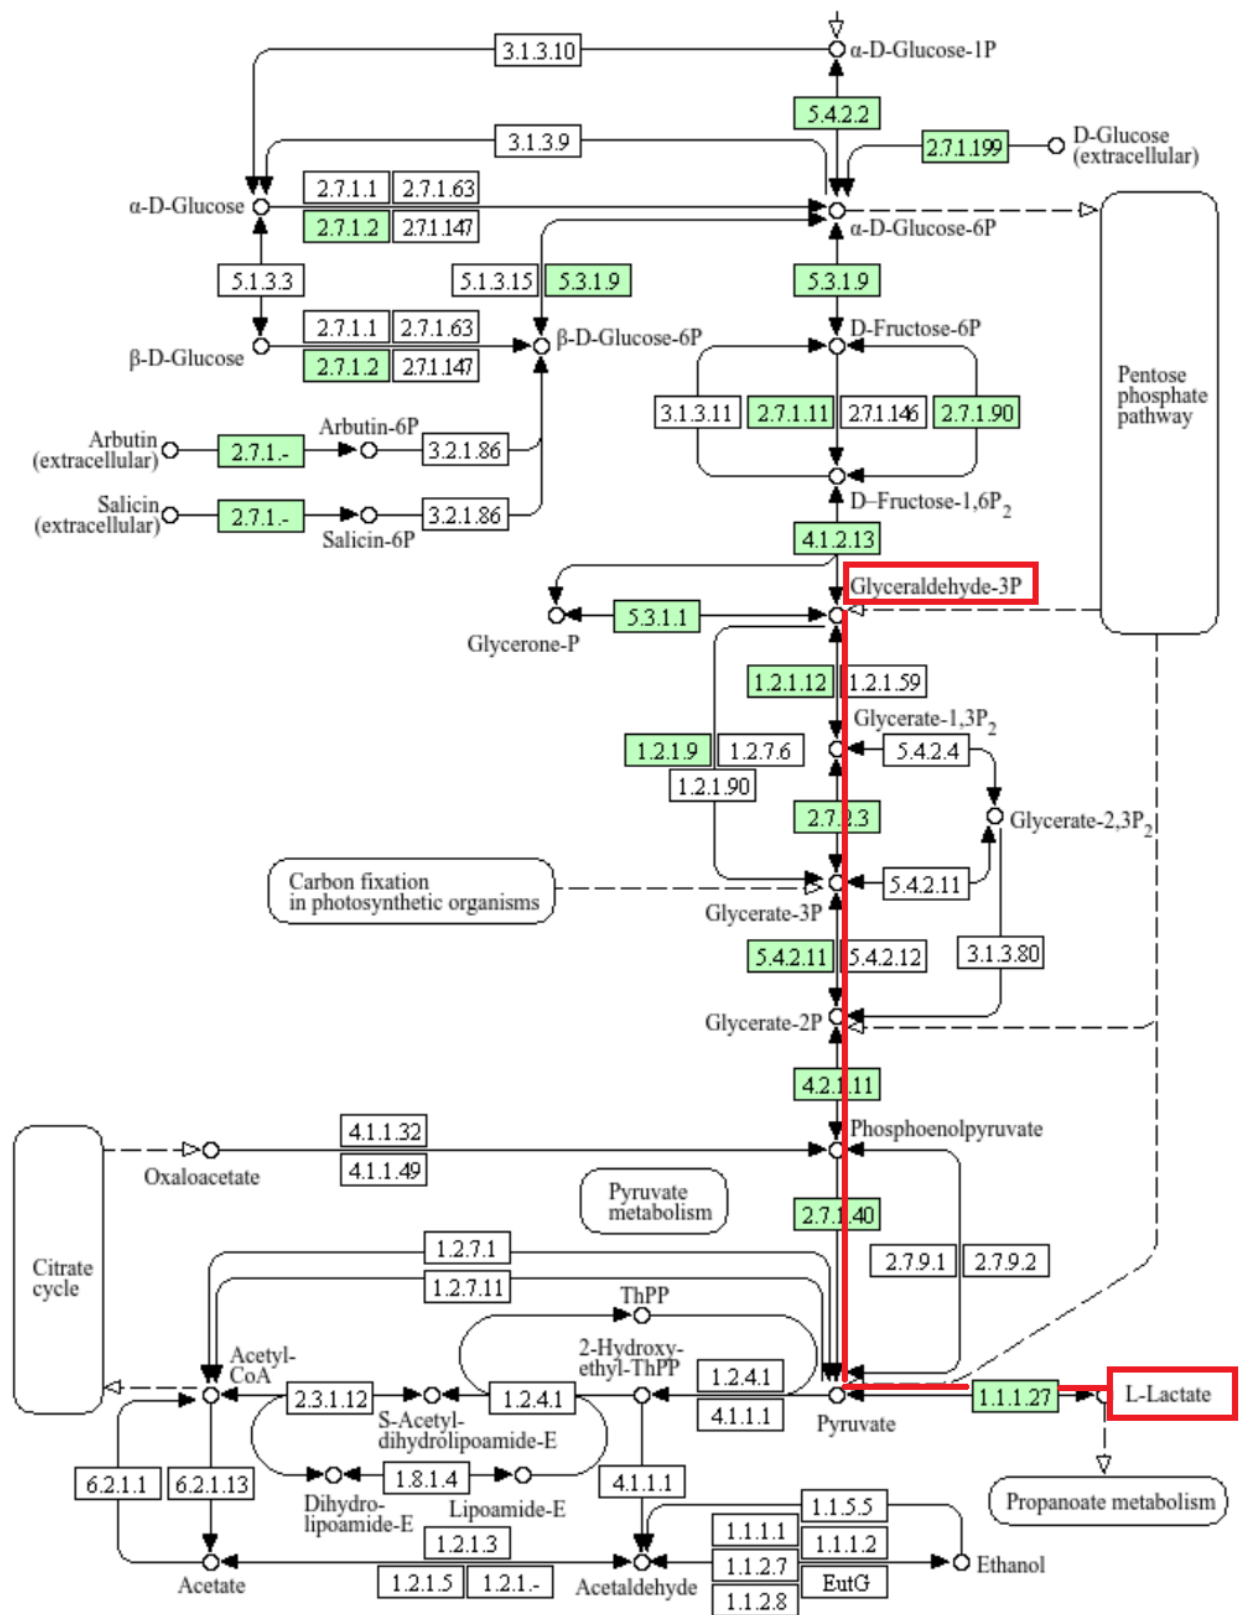 3.1.3.10
α-D-Glucose-1P
5.4.2.2
3.1.3.9
2.7.1.199
D-Glucose
(extracellular)
2.7.1.1
2.7.1.63
α-D-Glucose
2.7.1.2
2.7.1.147
α-D-Glucose-6P
5.1.3.3
5.1.3.15
5.3.1.9
5.3.1.9
2.7.1.1
2.7.1.63
D-Fructose-6P
β-D-Glucose-6P
β-D-Glucose
2.7.1.2
2.7.1.147
Pentose
phosphate
pathway
3.1.3.11
2.7.1.11
2.7.1.146
2.7.1.90
Arbutin
(extracellular)
2.7.1.-
Arbutin-6P
3.2.1.86
Salicin
(extracellular)
2.7.1.-
Salicin-6P
3.2.1.86
D-Fructose-1,6P2
4.1.2.13
Glyceraldehyde-3P
5.3.1.1
Glycerone-P
1.2.1.12
1.2.1.59
Glycerate-1,3P2
1.2.1.9
1.2.7.6
1.2.1.90
5.4.2.4
2.7.2.3
Glycerate-2,3P2
Carbon fixation
in photosynthetic organisms
5.4.2.11
Glycerate-3P
5.4.2.11
5.4.2.12
3.1.3.80
Glycerate-2P
4.2.1.11
4.1.1.32
Phosphoenolpyruvate
Oxaloacetate
4.1.1.49
Pyruvate
metabolism
2.7.1.40
1.2.7.1
2.7.9.1
2.7.9.2
Citrate
cycle
1.2.7.11
ThPP
Acetyl-
CoA
2-Hydroxy-
ethyl-ThPP
1.2.4.1
2.3.1.12
1.2.4.1
1.1.1.27
L-Lactate
S-Acetyl-
dihydrolipoamide-E
4.1.1.1
Pyruvate
6.2.1.1
6.2.1.13
1.8.1.4
4.1.1.1
Dihydro-
lipoamide-E
Lipoamide-E
Propanoate metabolism
1.1.5.5
1.2.1.3
1.1.1.1
1.1.1.2
Acetate
1.1.2.7
Ethanol
1.2.1.5
1.2.1.-
Acetaldehyde
EutG
1.1.2.8